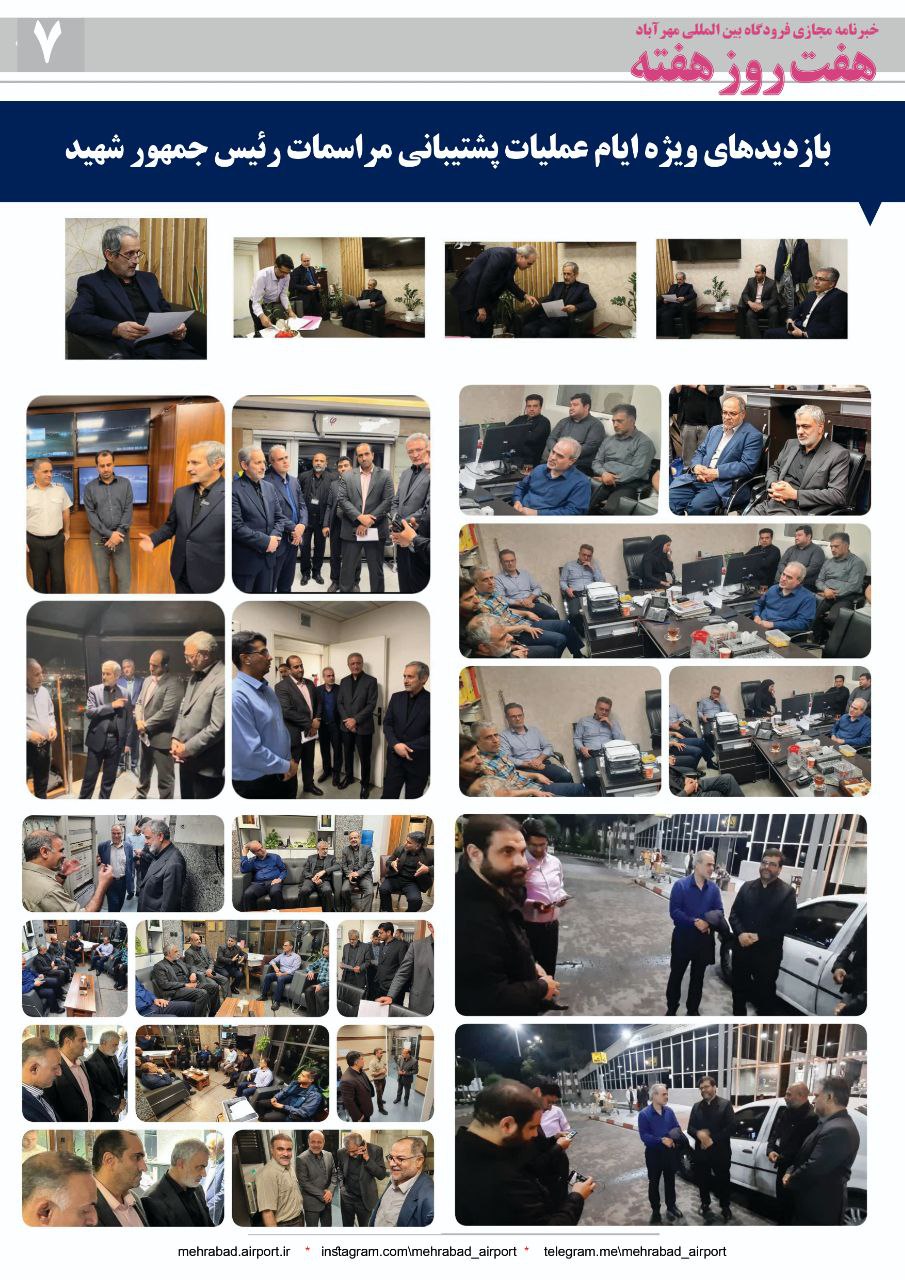 ۷
خبرنامه مجازی فرودگاه بین المللی مهرآباد
هفت روز هفته
بازدیدهای ویژه ایام عملیات پشتیبانی مراسمات رئیس جمهور شهید
mehrabad.airport.ir * instagram.com\mehrabad_airport * telegram.me\mehrabad_airport